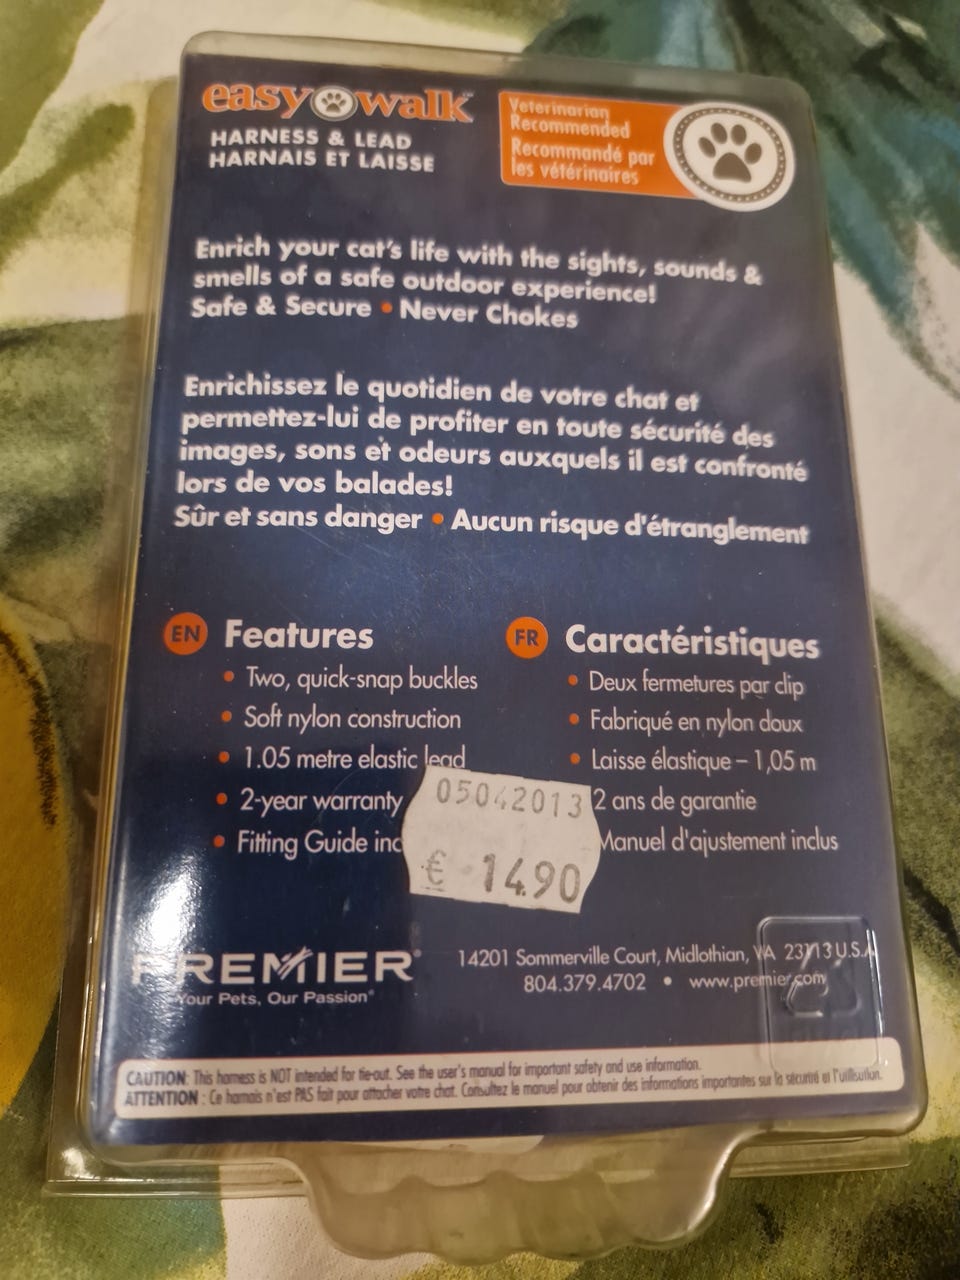 easy walk™
HARNESS & LEAD
HARNAIS ET LAISSE
Veterinarian
Recommended
Recommandé par
les vétérinaires
Enrich your cat's life with the sights, sounds &
smells of a safe outdoor experience!
Safe & Secure • Never Chokes
Enrichissez le quotidien de votre chat et
permettez-lui de profiter en toute sécurité des
images, sons et odeurs auxquels il est confronté
lors de vos balades!
Sûr et sans danger • Aucun risque d'étranglement
EN Features
• Two, quick-snap buckles
• Soft nylon construction
• 1.05 metre elastic lead
• 2-year warranty
• Fitting Guide inc
FR Caractéristiques
• Deux fermetures par clip
• Fabriqué en nylon doux
• Laisse élastique – 1,05 m
2 ans de garantie
Manuel d'ajustement inclus
05042013
€ 14.90
PREMIER®
Your Pets, Our Passion®
14201 Sommerville Court, Midlothian, VA 23113 U.S.A
804.379.4702 • www.premier.com
CAUTION: This harness is NOT intended for tie-out. See the user's manual for important safety and use information.
ATTENTION : Ce harnais n'est PAS fait pour attacher votre chat. Consultez le manuel pour obtenir des informations importantes sur la sécurité et l'utilisation.